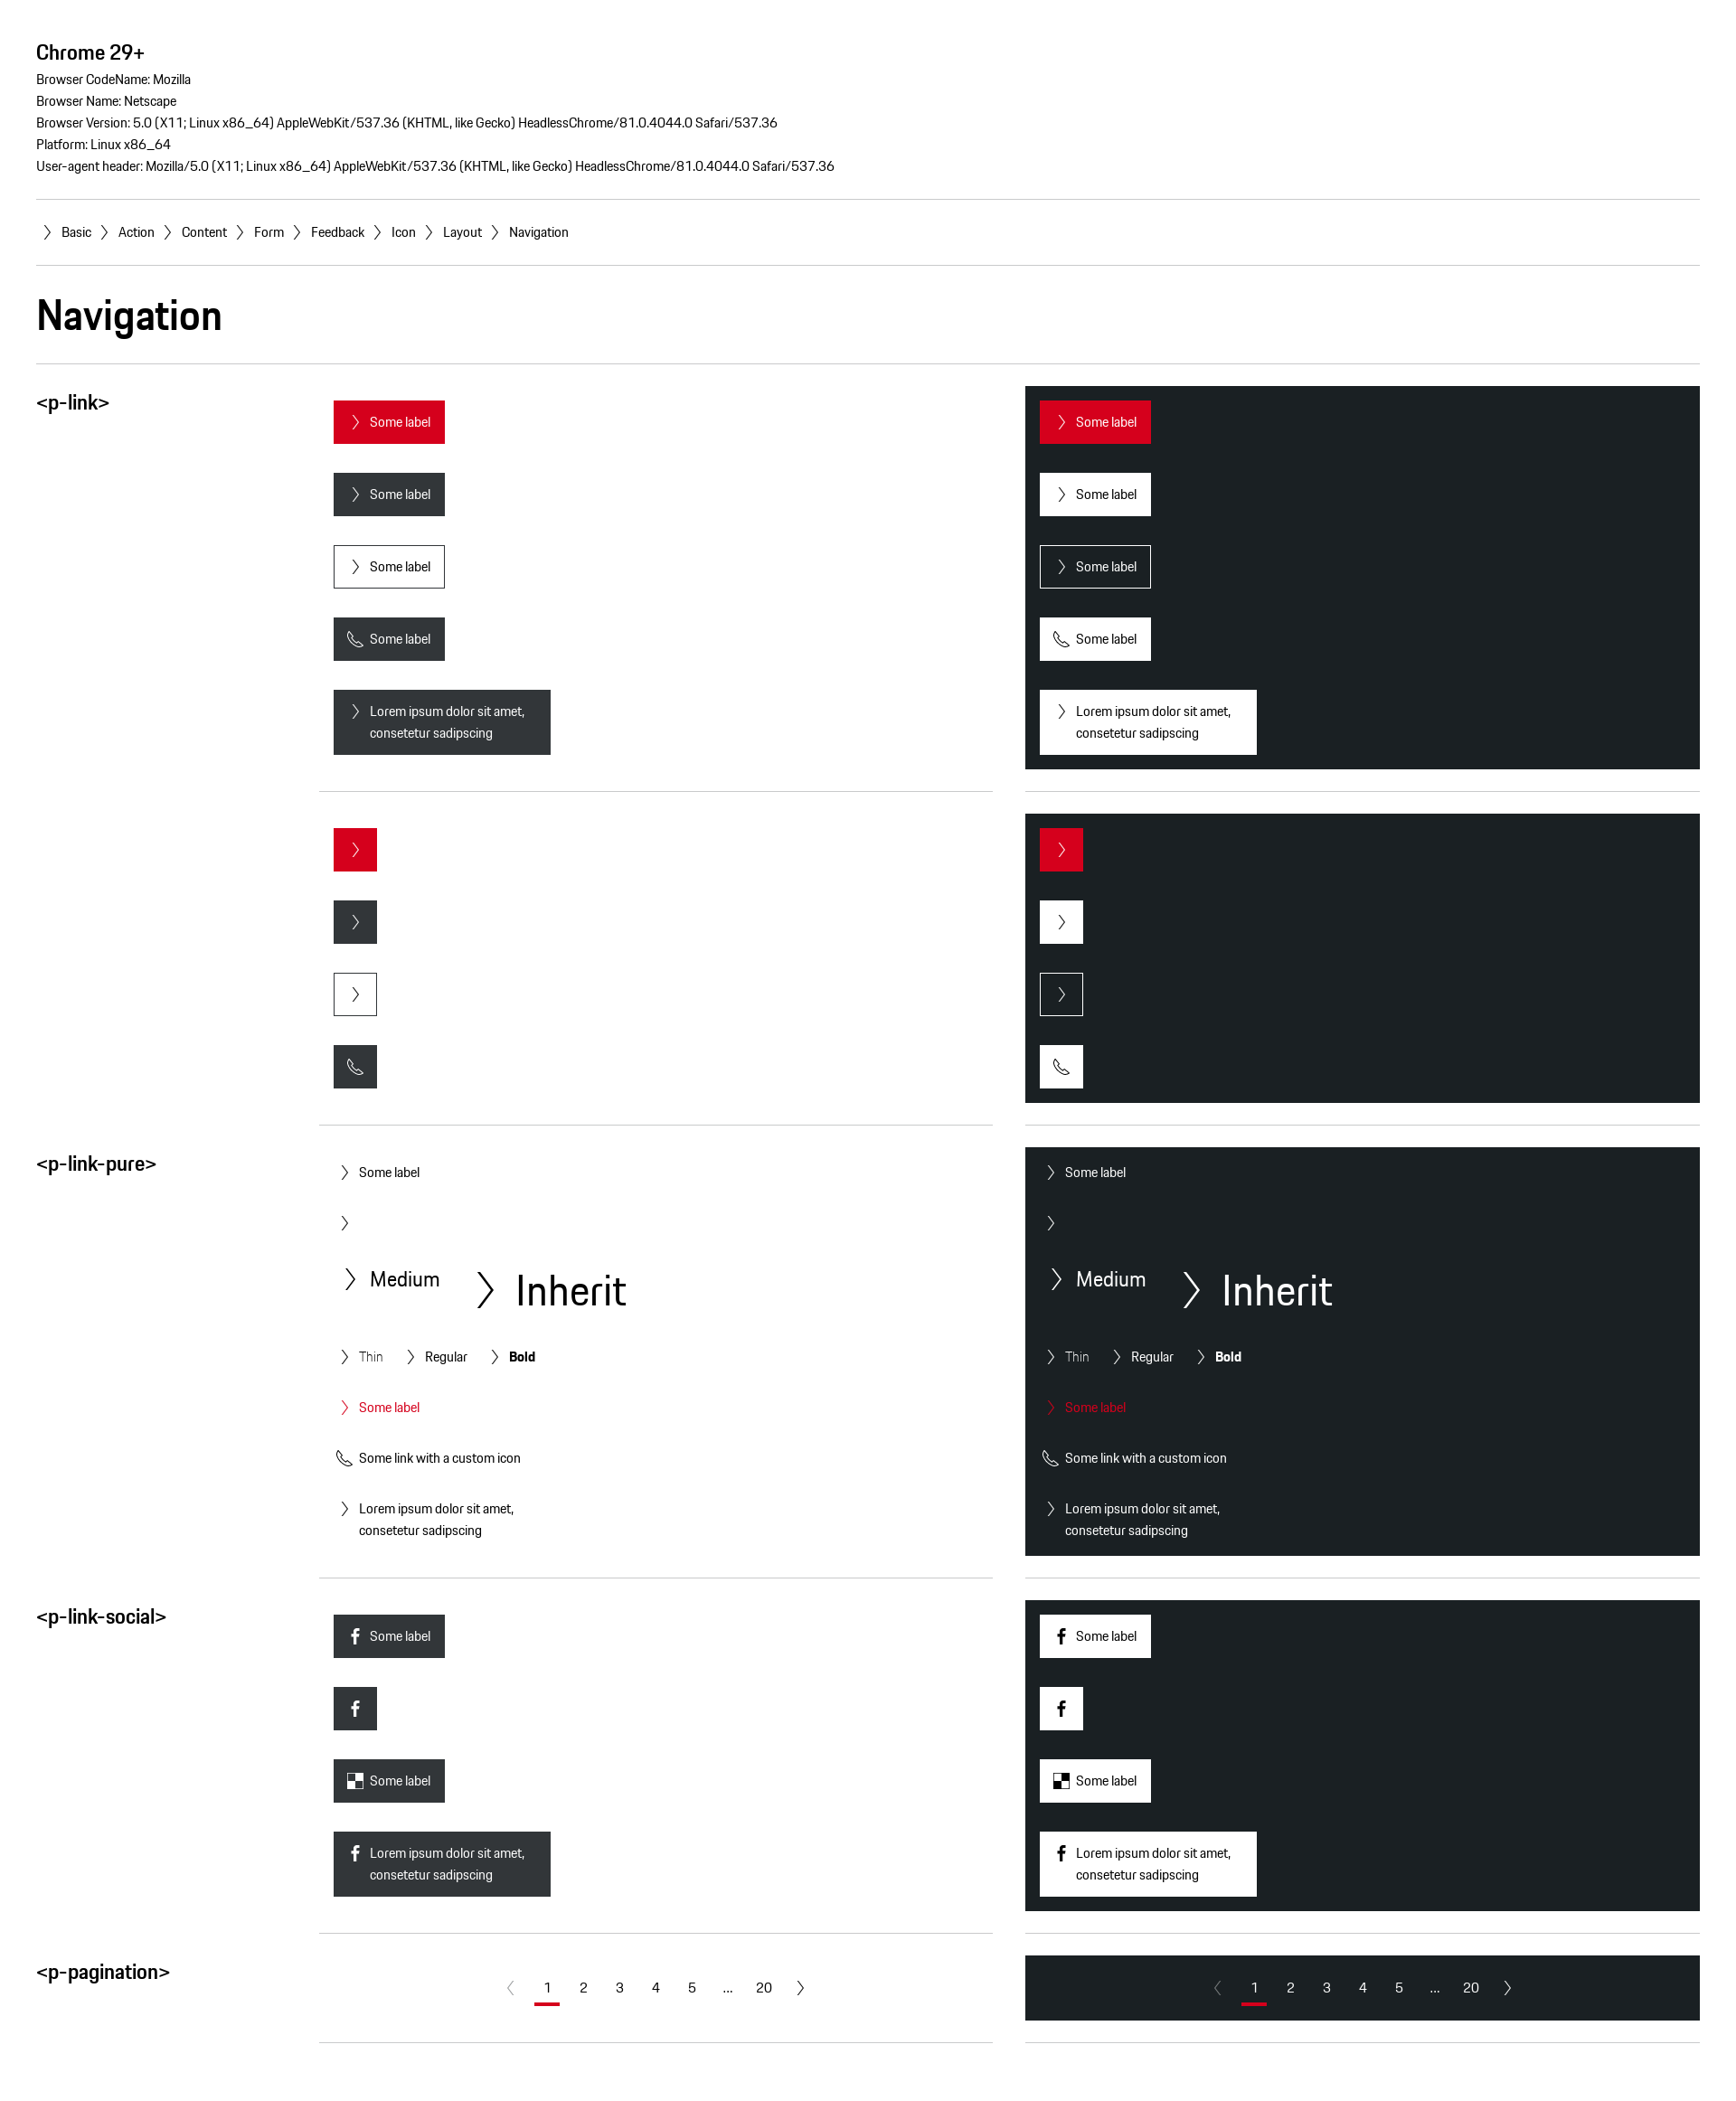 Chrome 29+
Browser CodeName: Mozilla
Browser Name: Netscape
Browser Version: 5.0 (X11; Linux x86_64) AppleWebKit/537.36 (KHTML, like Gecko) HeadlessChrome/81.0.4044.0 Safari/537.36
Platform: Linux x86_64
User-agent header: Mozilla/5.0 (X11; Linux x86_64) AppleWebKit/537.36 (KHTML, like Gecko) HeadlessChrome/81.0.4044.0 Safari/537.36
Basic Action Content Form Feedback Icon Layout Navigation
Navigation
<p-link>
Some label
Some label
Some label
Some label
Lorem ipsum dolor sit amet,
consetetur sadipscing
Some label
Some label
Some label
Some label
Lorem ipsum dolor sit amet,
consetetur sadipscing
<p-link-pure>
Some label
Medium Inherit
Thin Regular Bold
Some label
Some link with a custom icon
Lorem ipsum dolor sit amet,
consetetur sadipscing
Some label
Medium Inherit
Thin Regular Bold
Some label
Some link with a custom icon
Lorem ipsum dolor sit amet,
consetetur sadipscing
<p-link-social>
Some label
Some label
Lorem ipsum dolor sit amet,
consetetur sadipscing
Some label
Some label
Lorem ipsum dolor sit amet,
consetetur sadipscing
<p-pagination>
1 2 3 4 5 ... 20
1 2 3 4 5 ... 20